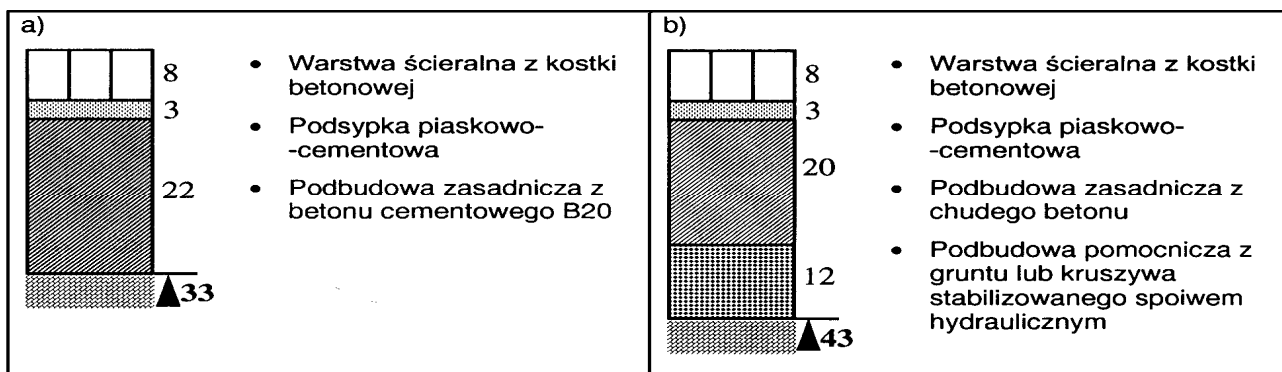 a)
8
3
22
33
• Warstwa ścieralna z kostki
betonowej
• Podsypka piaskowo-
-cementowa
• Podbudowa zasadnicza z
betonu cementowego B20
b)
8
3
20
12
43
• Warstwa ścieralna z kostki
betonowej
• Podsypka piaskowo-
-cementowa
• Podbudowa zasadnicza z
chudego betonu
• Podbudowa pomocnicza z
gruntu lub kruszywa
stabilizowanego spoiwem
hydraulicznym